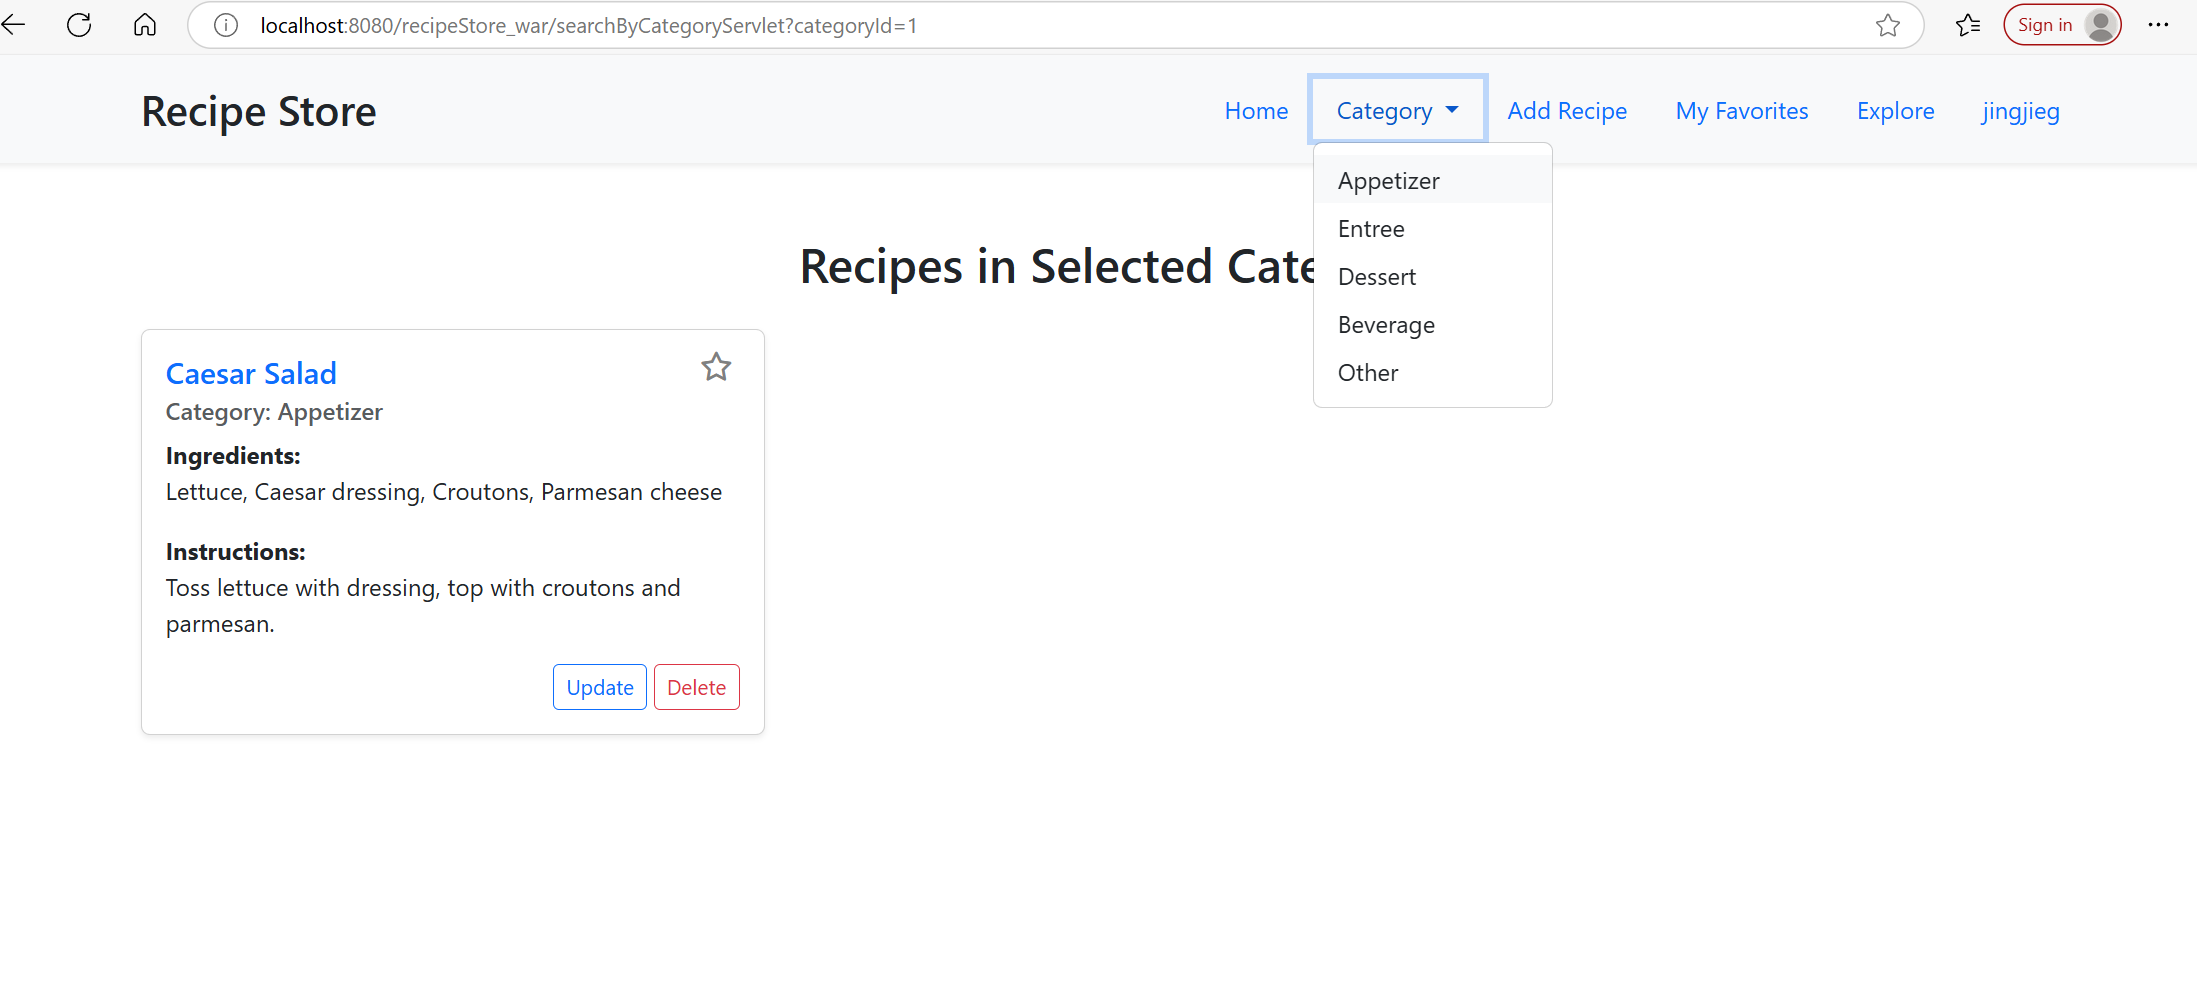 localhost:8080/recipeStore_war/searchByCategoryServlet?categoryId=1
Sign in
Recipe Store
Home
Category
Add Recipe
My Favorites
Explore
jingjieg
Appetizer
Entree
Dessert
Beverage
Other
Recipes in Selected Cate
Caesar Salad
Category: Appetizer
Ingredients:
Lettuce, Caesar dressing, Croutons, Parmesan cheese
Instructions:
Toss lettuce with dressing, top with croutons and
parmesan.
Update
Delete